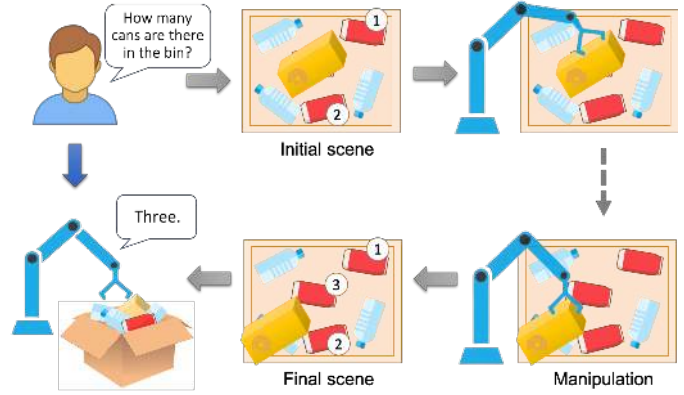 How many
cans are there
in the bin?
1
2
Initial scene
Three.
1
3
2
Final scene
Manipulation